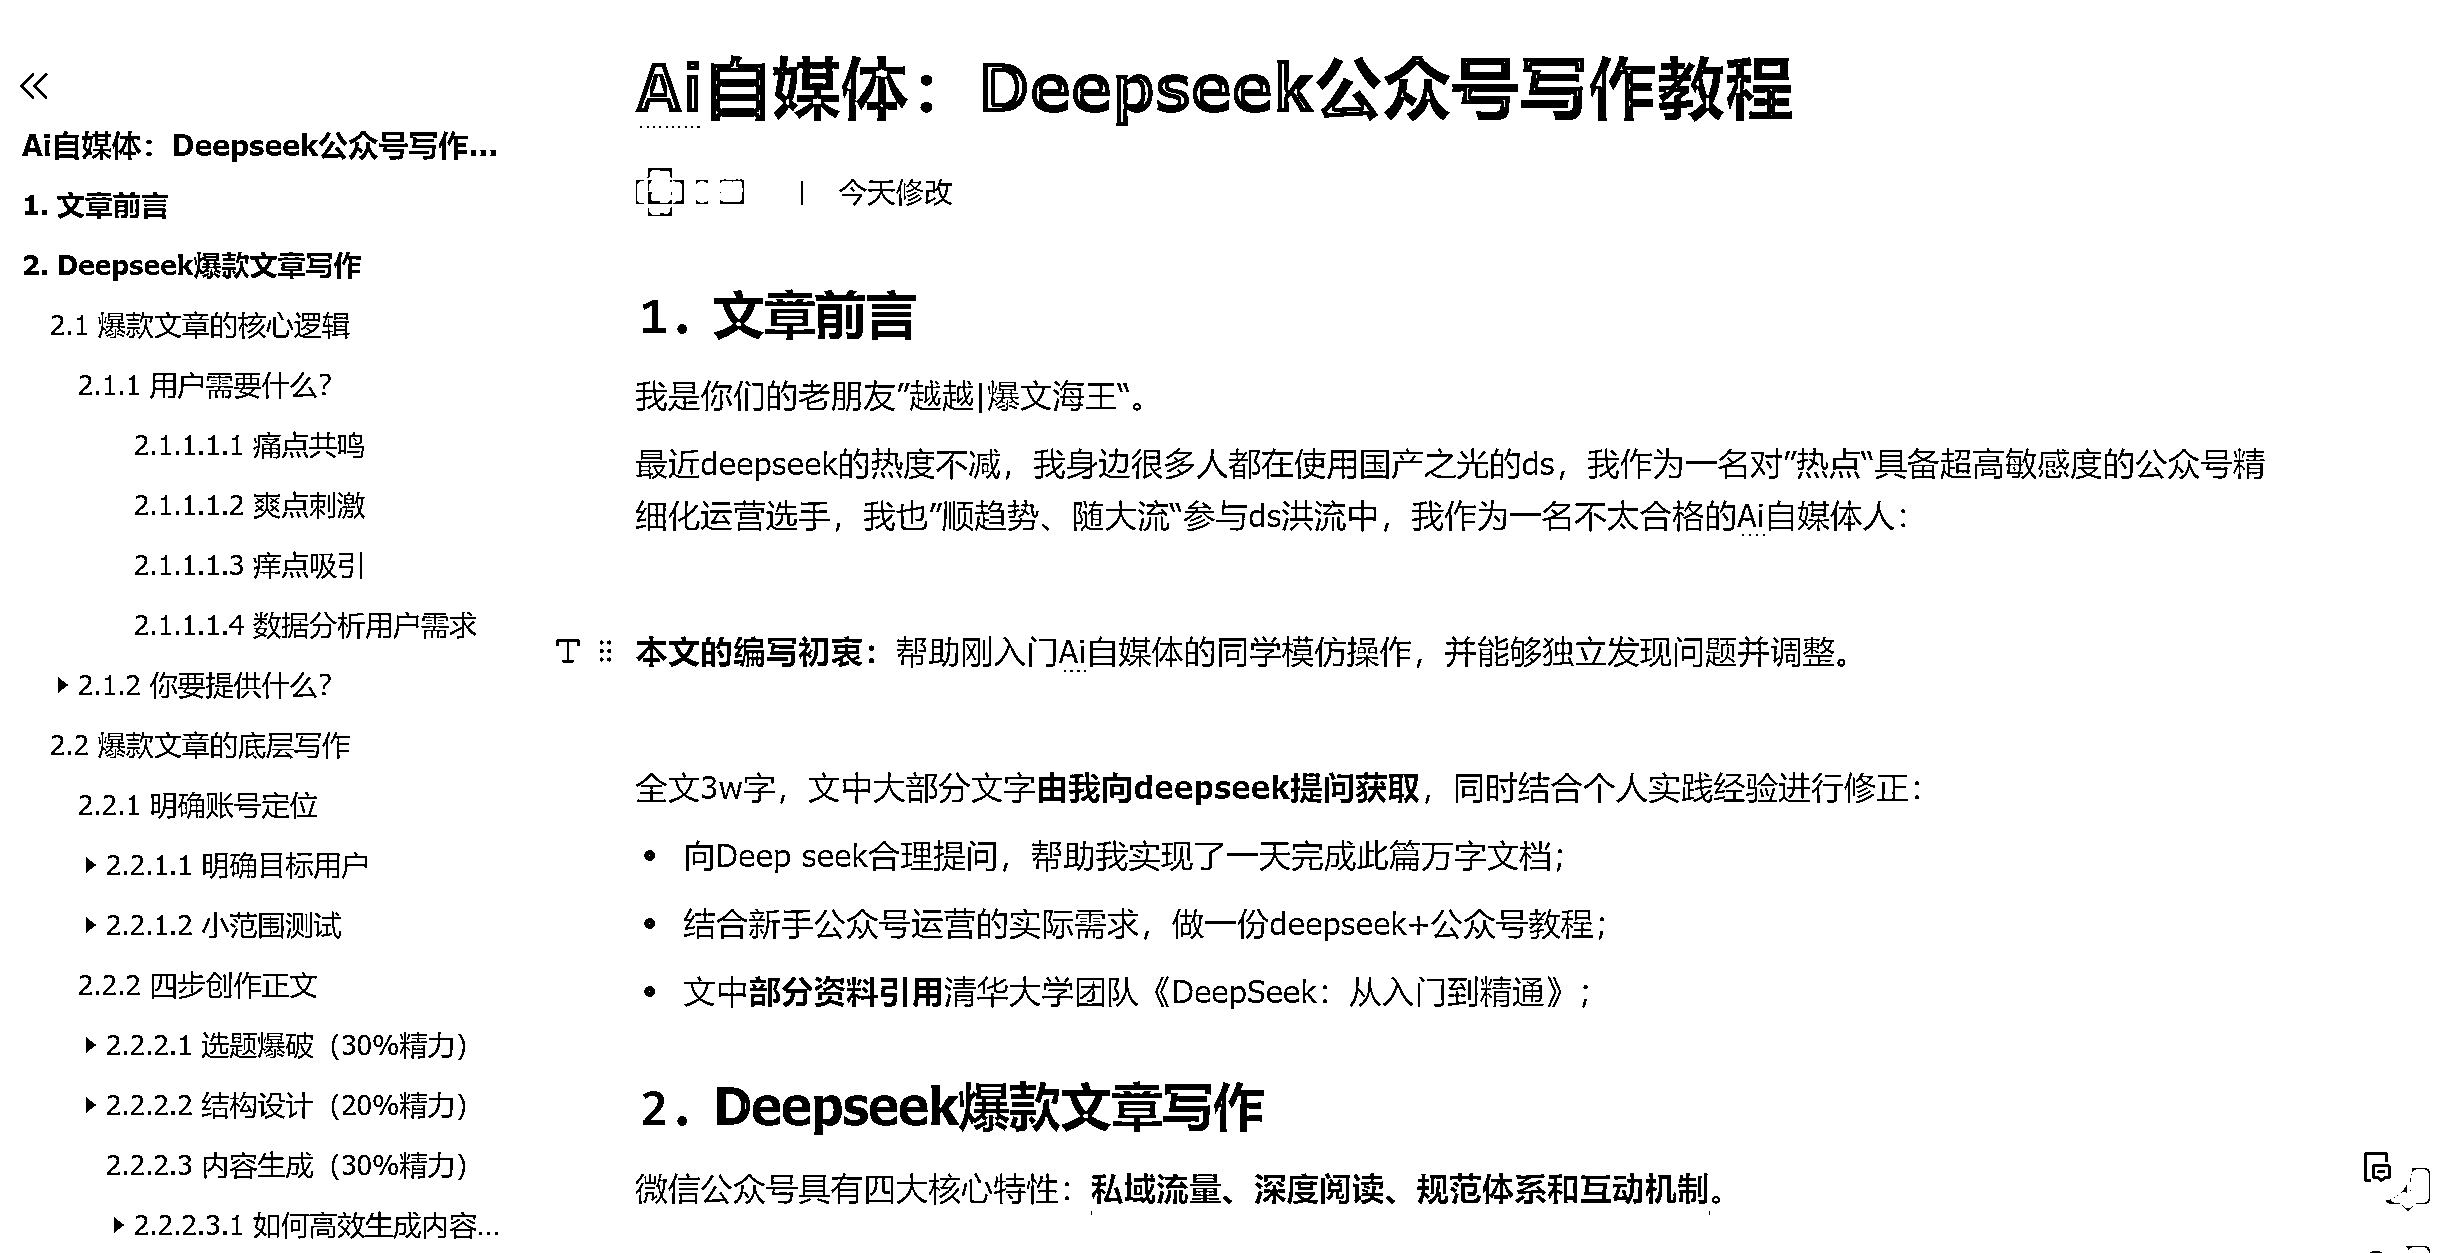 Ai自媒体：Deepseek公众号写作...
1. 文章前言
2. Deepseek爆款文章写作
2.1 爆款文章的核心逻辑
2.1.1 用户需要什么？
2.1.1.1.1 痛点共鸣
2.1.1.1.2 爽点刺激
2.1.1.1.3 痒点吸引
2.1.1.1.4 数据分析用户需求
2.1.2 你要提供什么？
2.2 爆款文章的底层写作
2.2.1 明确账号定位
2.2.1.1 明确目标用户
2.2.1.2 小范围测试
2.2.2 四步创作正文
2.2.2.1 选题爆破（30%精力）
2.2.2.2 结构设计（20%精力）
2.2.2.3 内容生成（30%精力）
2.2.2.3.1 如何高效生成内容...
Ai自媒体：Deepseek公众号写作教程
| 今天修改
1. 文章前言
我是你们的老朋友”越越|爆文海王“。
最近deepseek的热度不减，我身边很多人都在使用国产之光的ds，我作为一名对”热点“具备超高敏感度的公众号精
细化运营选手，我也”顺趋势、随大流“参与ds洪流中，我作为一名不太合格的Ai自媒体人：
本文的编写初衷：帮助刚入门Ai自媒体的同学模仿操作，并能够独立发现问题并调整。
全文3w字，文中大部分文字由我向deepseek提问获取，同时结合个人实践经验进行修正：
• 向Deep seek合理提问，帮助我实现了一天完成此篇万字文档；
• 结合新手公众号运营的实际需求，做一份deepseek+公众号教程；
• 文中部分资料引用清华大学团队《DeepSeek：从入门到精通》；
2. Deepseek爆款文章写作
微信公众号具有四大核心特性：私域流量、深度阅读、规范体系和互动机制。